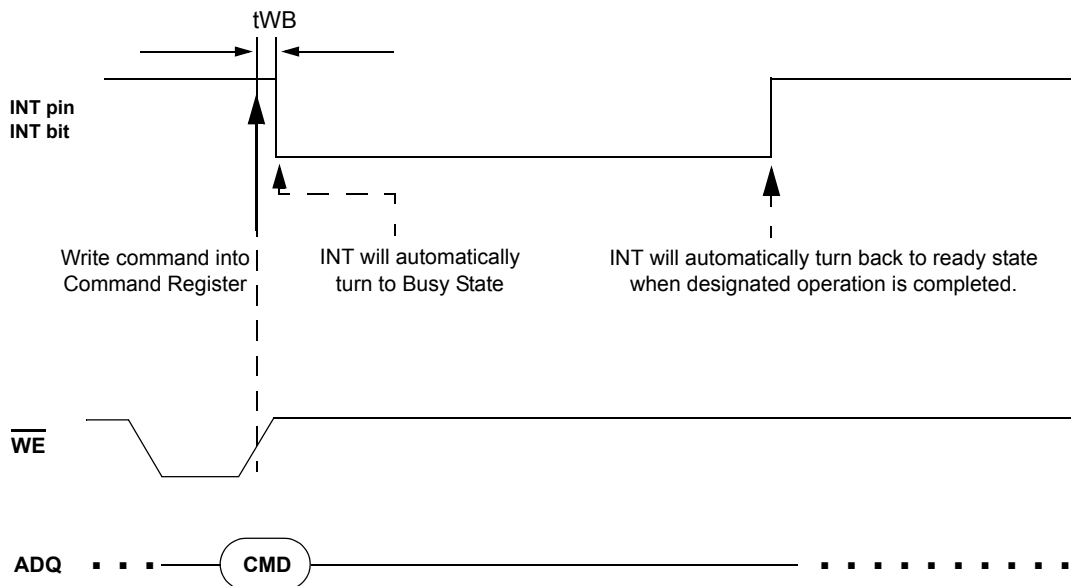 tWB
INT pin
INT bit
Write command into
Command Register
INT will automatically
turn to Busy State
INT will automatically turn back to ready state
when designated operation is completed.
WE
ADQ
CMD